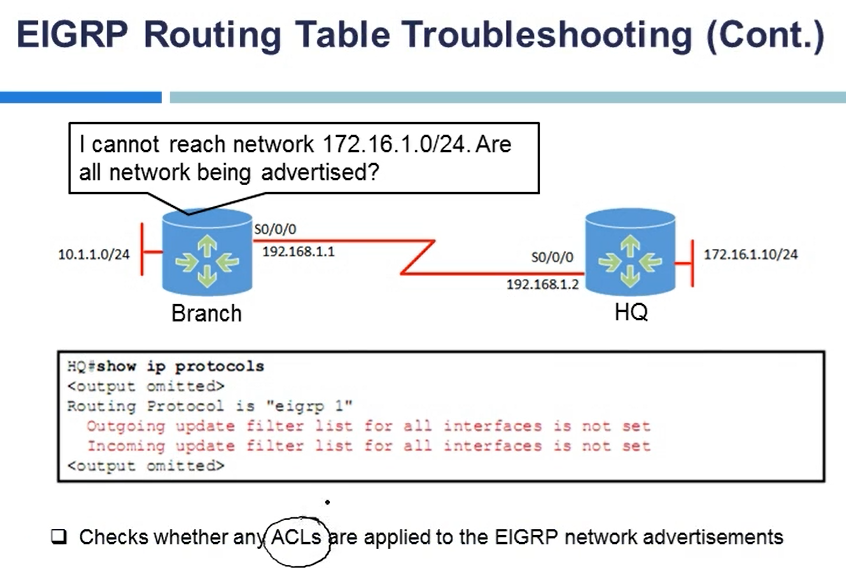 EIGRP Routing Table Troubleshooting (Cont.)
I cannot reach network 172.16.1.0/24. Are
all network being advertised?
S0/0/0
192.168.1.1
10.1.1.0/24
S0/0/0
192.168.1.2
172.16.1.10/24
Branch
HQ
HQ#show ip protocols
<output omitted>
Routing Protocol is "eigrp 1"
Outgoing update filter list for all interfaces is not set
Incoming update filter list for all interfaces is not set
<output omitted>
Checks whether any ACLs are applied to the EIGRP network advertisements